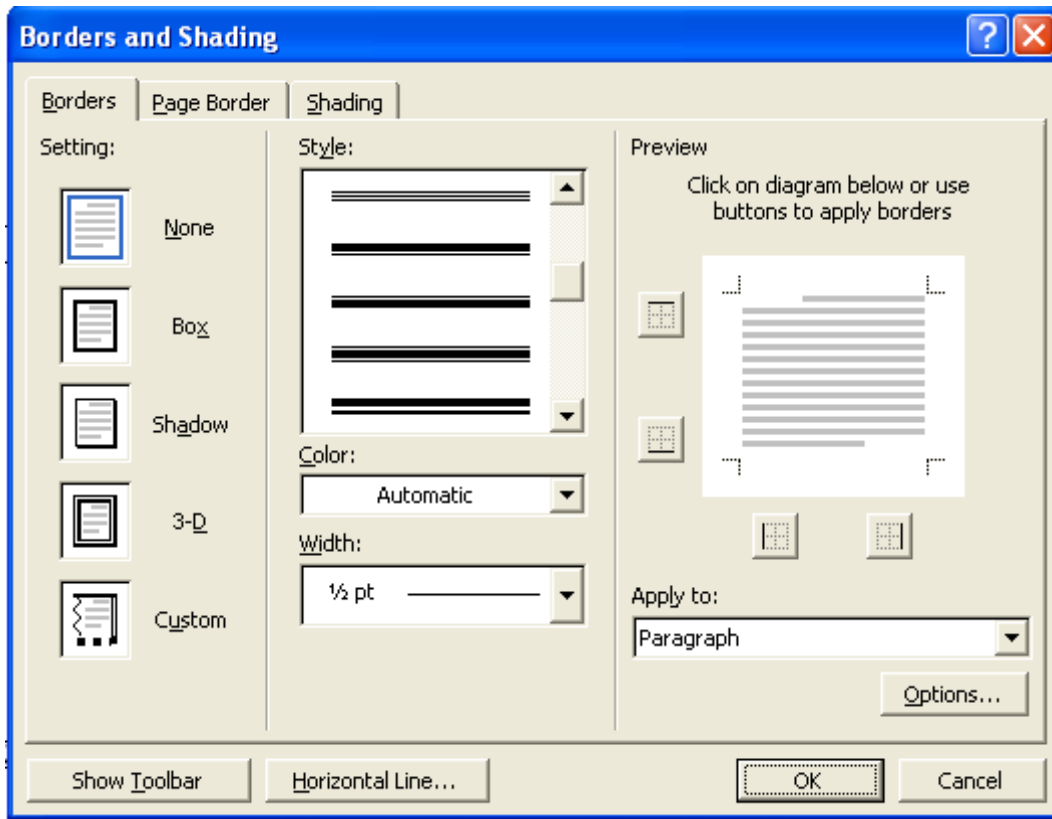 Borders and Shading
Borders
Page Border
Shading
Setting:
None
Box
Shadow
3-D
Custom
Style:
Color:
Automatic
Width:
½ pt
Preview
Click on diagram below or use
buttons to apply borders
Apply to:
Paragraph
Options...
Show Toolbar
Horizontal Line...
OK
Cancel